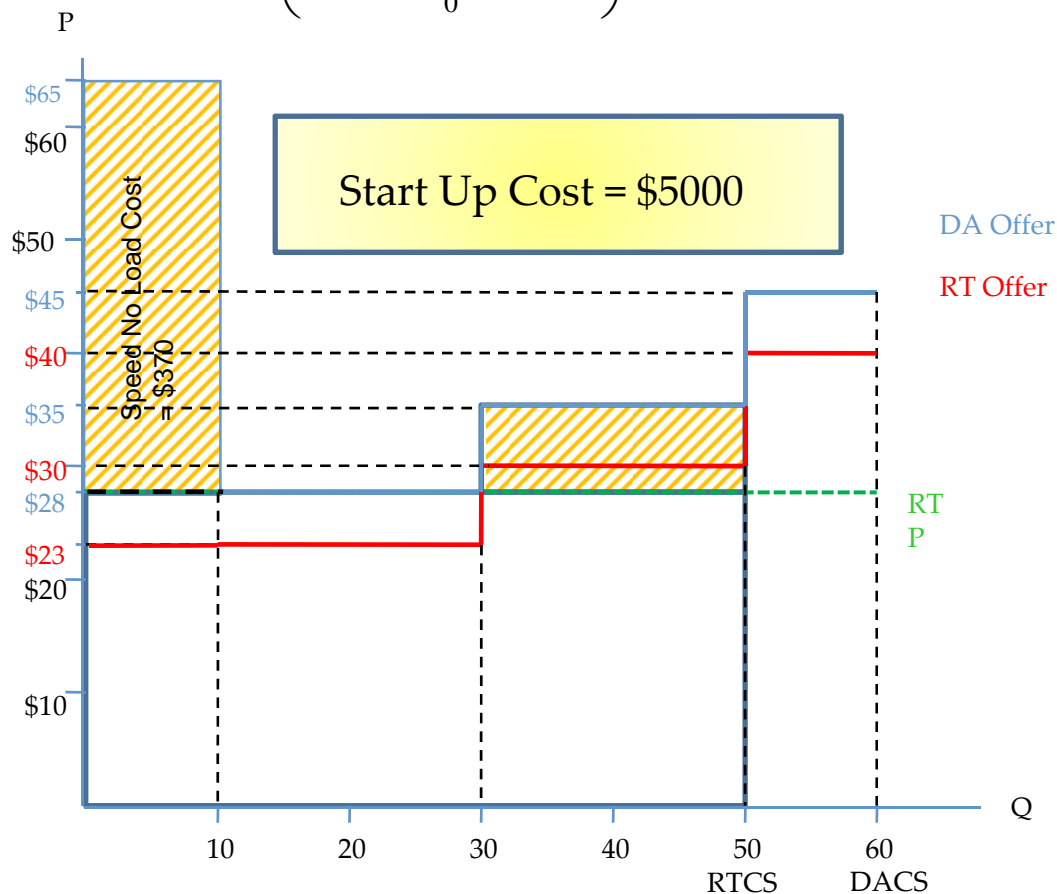 ( 0 )
P
$65
$60
Start Up Cost = $5000
Speed No Load Cost
= $370
$50
DA Offer
$45
RT Offer
$40
$35
$30
$28
RT
P
$23
$20
$10
Q
10 20 30 40 50 60
RTCS DACS